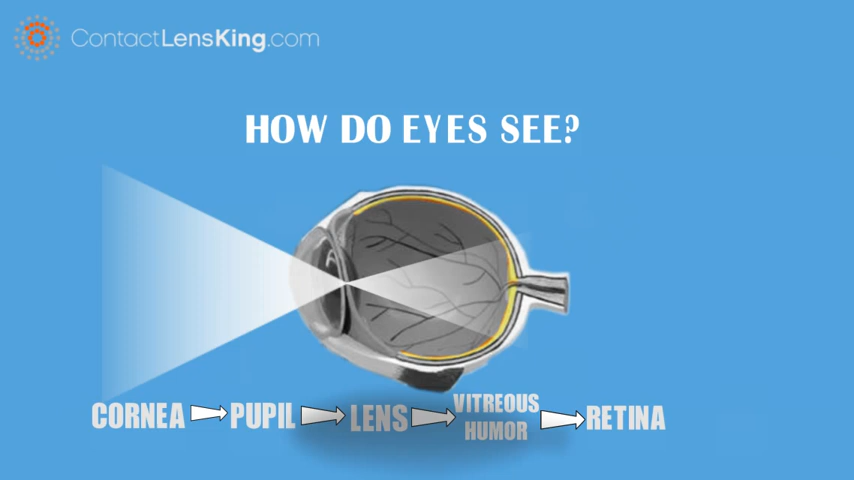 ContactLensKing.com
HOW DO EYES SEE?
CORNEA PUPIL LENS VITREOUS HUMOR RETINA